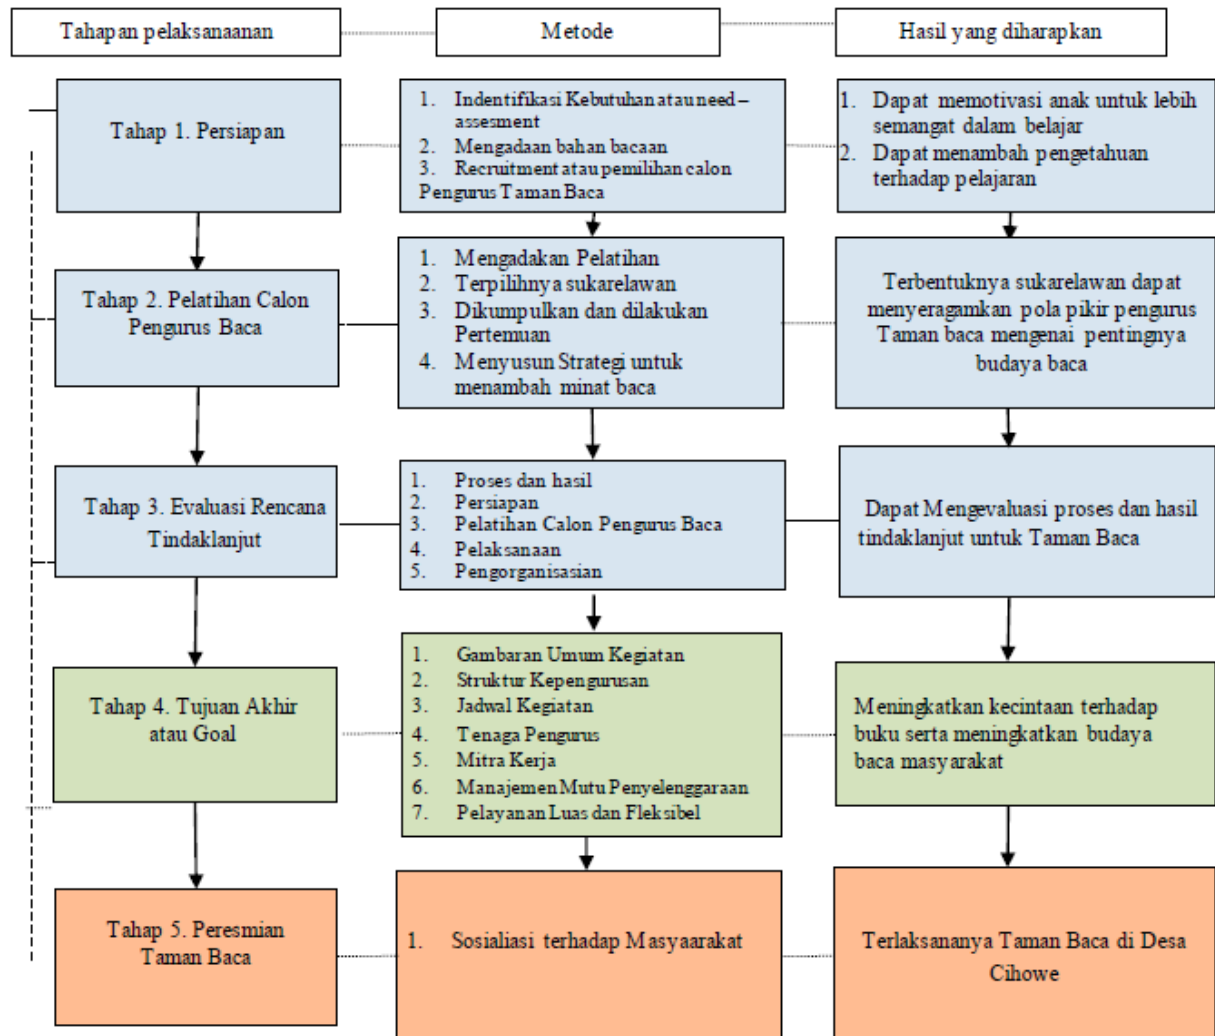 Tahapan pelaksanaanan
Metode
Hasil yang diharapkan
Tahap 1. Persiapan
1. Indentifikasi Kebutuhan atau need –
assesment
2. Mengadaan bahan bacaan
3. Recruitment atau pemilihan calon
Pengurus Taman Baca
1. Dapat memotivasi anak untuk lebih
semangat dalam belajar
2. Dapat menambah pengetahuan
terhadap pelajaran
Tahap 2. Pelatihan Calon
Pengurus Baca
1. Mengadakan Pelatihan
2. Terpilihnya sukarelawan
3. Dikumpulkan dan dilakukan
Pertemuan
4. Menyusun Strategi untuk
menambah minat baca
Terbentuknya sukarelawan dapat
menyeragamkan pola pikir pengurus
Taman baca mengenai pentingnya
budaya baca
Tahap 3. Evaluasi Rencana
Tindaklanjut
1. Proses dan hasil
2. Persiapan
3. Pelatihan Calon Pengurus Baca
4. Pelaksanaan
5. Pengorganisasian
Dapat Mengevaluasi proses dan hasil
tindaklanjut untuk Taman Baca
Tahap 4. Tujuan Akhir
atau Goal
1. Gambaran Umum Kegiatan
2. Struktur Kepengurusan
3. Jadwal Kegiatan
4. Tenaga Pengurus
5. Mitra Kerja
6. Manajemen Mutu Penyelenggaraan
7. Pelayanan Luas dan Fleksibel
Meningkatkan kecintaan terhadap
buku serta meningkatkan budaya
baca masyarakat
Tahap 5. Peresmian
Taman Baca
1. Sosialiasi terhadap Masyaarakat
Terlaksananya Taman Baca di Desa
Cihowe